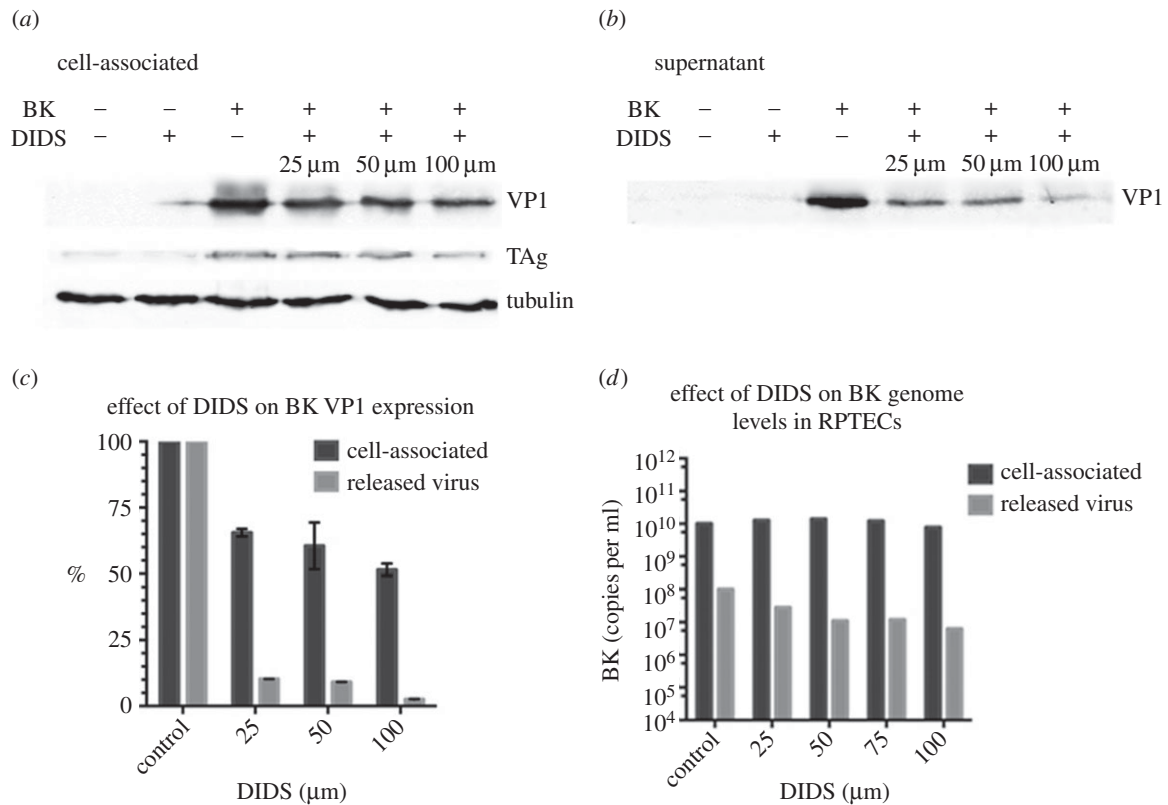 (a)
cell-associated
BK – – + + + +
DIDS – + – + + +
25 µm 50 µm 100 µm
VP1
TAg
tubulin
(b)
supernatant
BK – – + + + +
DIDS – + – + + +
25 µm 50 µm 100 µm
VP1
(c)
effect of DIDS on BK VP1 expression
cell-associated
released virus
100
75
%
50
25
0
control 25 50 100
DIDS (µm)
(d)
effect of DIDS on BK genome
levels in RPTECs
cell-associated
released virus
BK (copies per ml)
10¹²
10¹¹
10¹⁰
10⁹
10⁸
10⁷
10⁶
10⁵
10⁴
control 25 50 75 100
DIDS (µm)